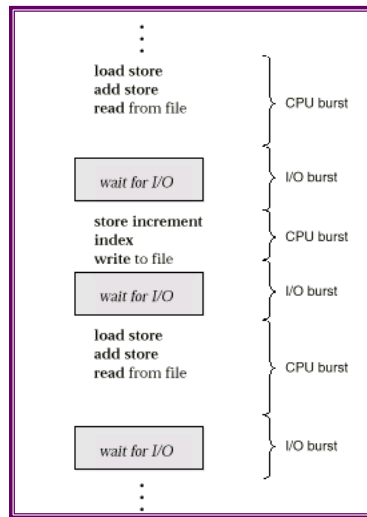 load store
add store
read from file
CPU burst
wait for I/O
I/O burst
store increment
index
write to file
CPU burst
wait for I/O
I/O burst
load store
add store
read from file
CPU burst
wait for I/O
I/O burst